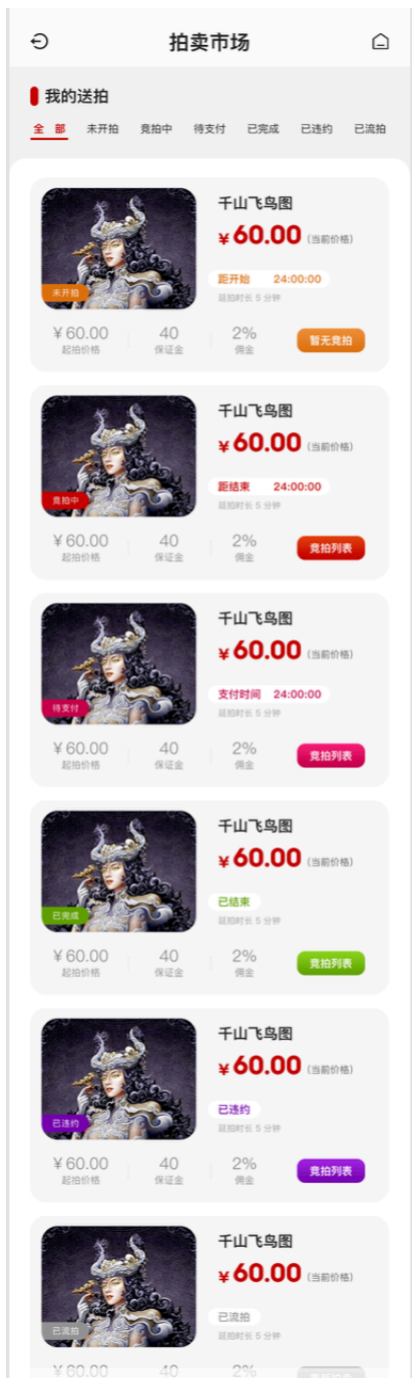 拍卖市场
我的送拍
全 部 未开拍 竞拍中 待支付 已完成 已违约 已流拍
千山飞鸟图
¥60.00 (当前价格)
未开拍
距开始 24:00:00
延拍时长 5 分钟
¥60.00 40 2%
起拍价格 保证金 佣金
暂无竞拍
千山飞鸟图
¥60.00 (当前价格)
竞拍中
距结束 24:00:00
延拍时长 5 分钟
¥60.00 40 2%
起拍价格 保证金 佣金
竞拍列表
千山飞鸟图
¥60.00 (当前价格)
待支付
支付时间 24:00:00
延拍时长 5 分钟
¥60.00 40 2%
起拍价格 保证金 佣金
竞拍列表
千山飞鸟图
¥60.00 (当前价格)
已完成
已结束
延拍时长 5 分钟
¥60.00 40 2%
起拍价格 保证金 佣金
竞拍列表
千山飞鸟图
¥60.00 (当前价格)
已违约
已违约
延拍时长 5 分钟
¥60.00 40 2%
起拍价格 保证金 佣金
竞拍列表
千山飞鸟图
¥60.00 (当前价格)
已流拍
已流拍
延拍时长 5 分钟
¥60.00 40 2%